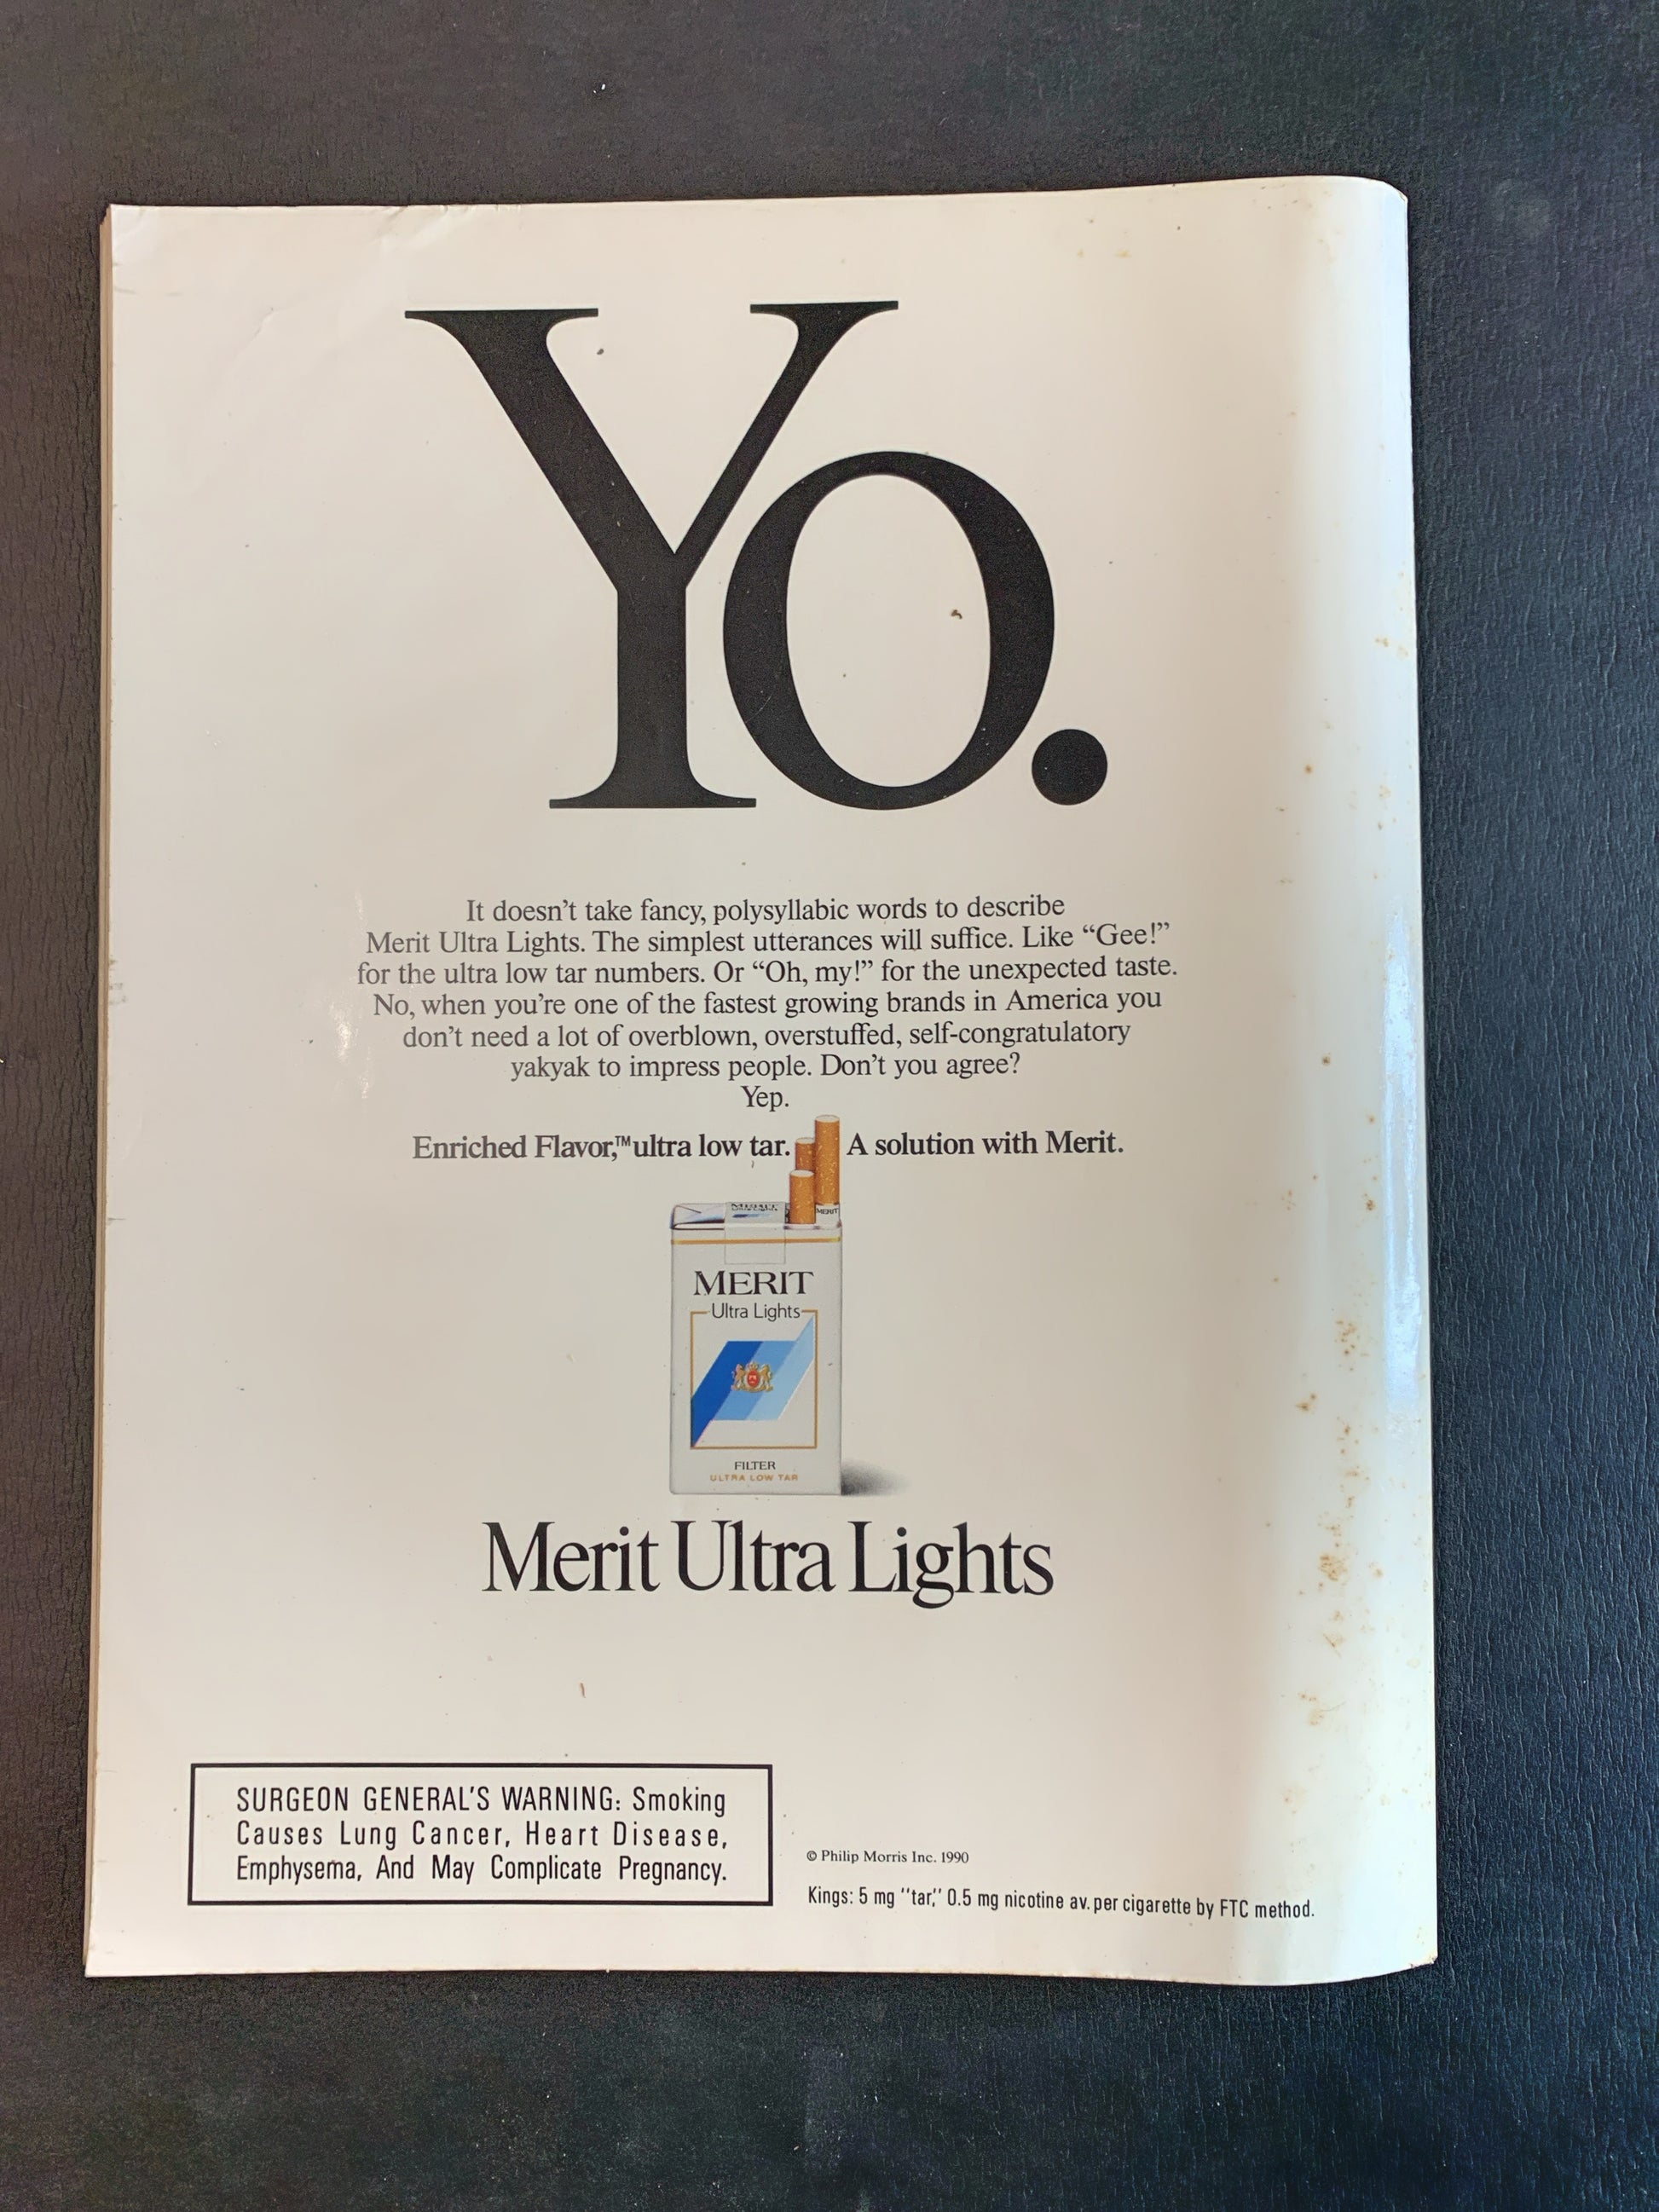 Yo.
It doesn't take fancy, polysyllabic words to describe
Merit Ultra Lights. The simplest utterances will suffice. Like “Gee!”
for the ultra low tar numbers. Or “Oh, my!” for the unexpected taste.
No, when you're one of the fastest growing brands in America you
don't need a lot of overblown, overstuffed, self-congratulatory
yakyak to impress people. Don't you agree?
Yep.
Enriched Flavor,™ ultra low tar. A solution with Merit.
MERIT
MERIT
Ultra Lights
FILTER
ULTRA LOW TAR
Merit Ultra Lights
SURGEON GENERAL'S WARNING: Smoking
Causes Lung Cancer, Heart Disease,
Emphysema, And May Complicate Pregnancy.
© Philip Morris Inc. 1990
Kings: 5 mg “tar,” 0.5 mg nicotine av. per cigarette by FTC method.